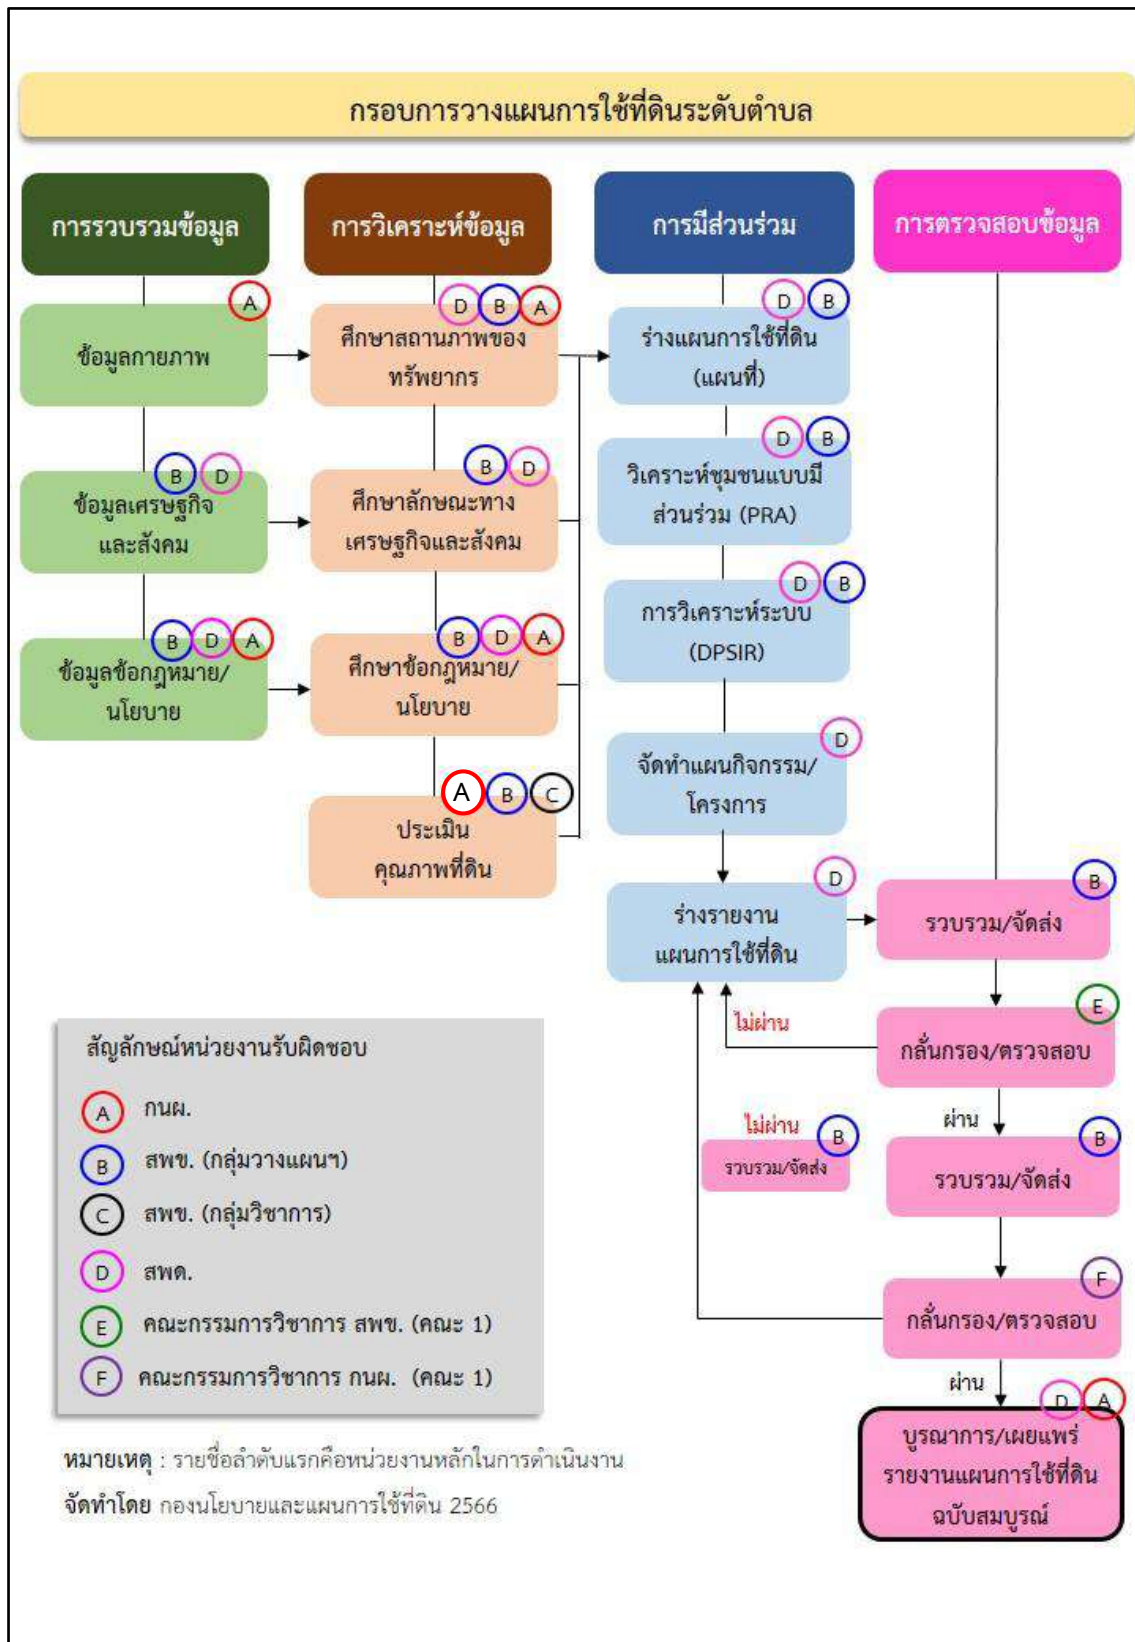 กรอบการวางแผนการใช้ที่ดินระดับตำบล
การรวบรวมข้อมูล
การวิเคราะห์ข้อมูล
การมีส่วนร่วม
การตรวจสอบข้อมูล
A
ข้อมูลกายภาพ
D B A
ศึกษาสถานภาพของ
ทรัพยากร
D B
ร่างแผนการใช้ที่ดิน
(แผนที่)
B D
ข้อมูลเศรษฐกิจ
และสังคม
B D
ศึกษาลักษณะทาง
เศรษฐกิจและสังคม
D B
วิเคราะห์ชุมชนแบบมี
ส่วนร่วม (PRA)
D B
การวิเคราะห์ระบบ
(DPSIR)
B D A
ข้อมูลข้อกฎหมาย/
นโยบาย
B D A
ศึกษาข้อกฎหมาย/
นโยบาย
D
จัดทำแผนกิจกรรม/
โครงการ
A B C
ประเมิน
คุณภาพที่ดิน
D
ร่างรายงาน
แผนการใช้ที่ดิน
B
รวบรวม/จัดส่ง
E
กลั่นกรอง/ตรวจสอบ
ไม่ผ่าน
ผ่าน
B
รวบรวม/จัดส่ง
ไม่ผ่าน
B
รวบรวม/จัดส่ง
F
กลั่นกรอง/ตรวจสอบ
ผ่าน
D A
บูรณาการ/เผยแพร่
รายงานแผนการใช้ที่ดิน
ฉบับสมบูรณ์
สัญลักษณ์หน่วยงานรับผิดชอบ
A กนผ.
B สพข. (กลุ่มวางแผนฯ)
C สพข. (กลุ่มวิชาการ)
D สพด.
E คณะกรรมการวิชาการ สพข. (คณะ 1)
F คณะกรรมการวิชาการ กนผ. (คณะ 1)
หมายเหตุ : รายชื่อลำดับแรกคือหน่วยงานหลักในการดำเนินงาน
จัดทำโดย กองนโยบายและแผนการใช้ที่ดิน 2566